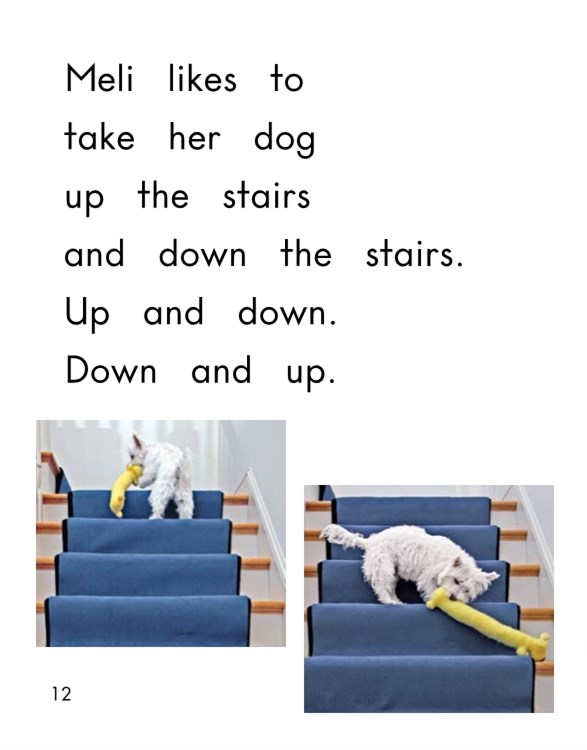 Meli likes to
take her dog
up the stairs
and down the stairs.
Up and down.
Down and up.
12